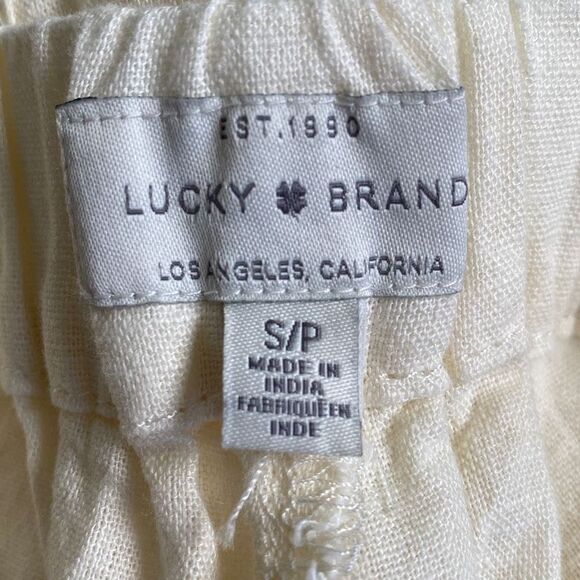 EST. 1990
LUCKY BRAND
LOS ANGELES, CALIFORNIA
S/P
MADE IN
INDIA
FABRIQUÉ EN
INDE